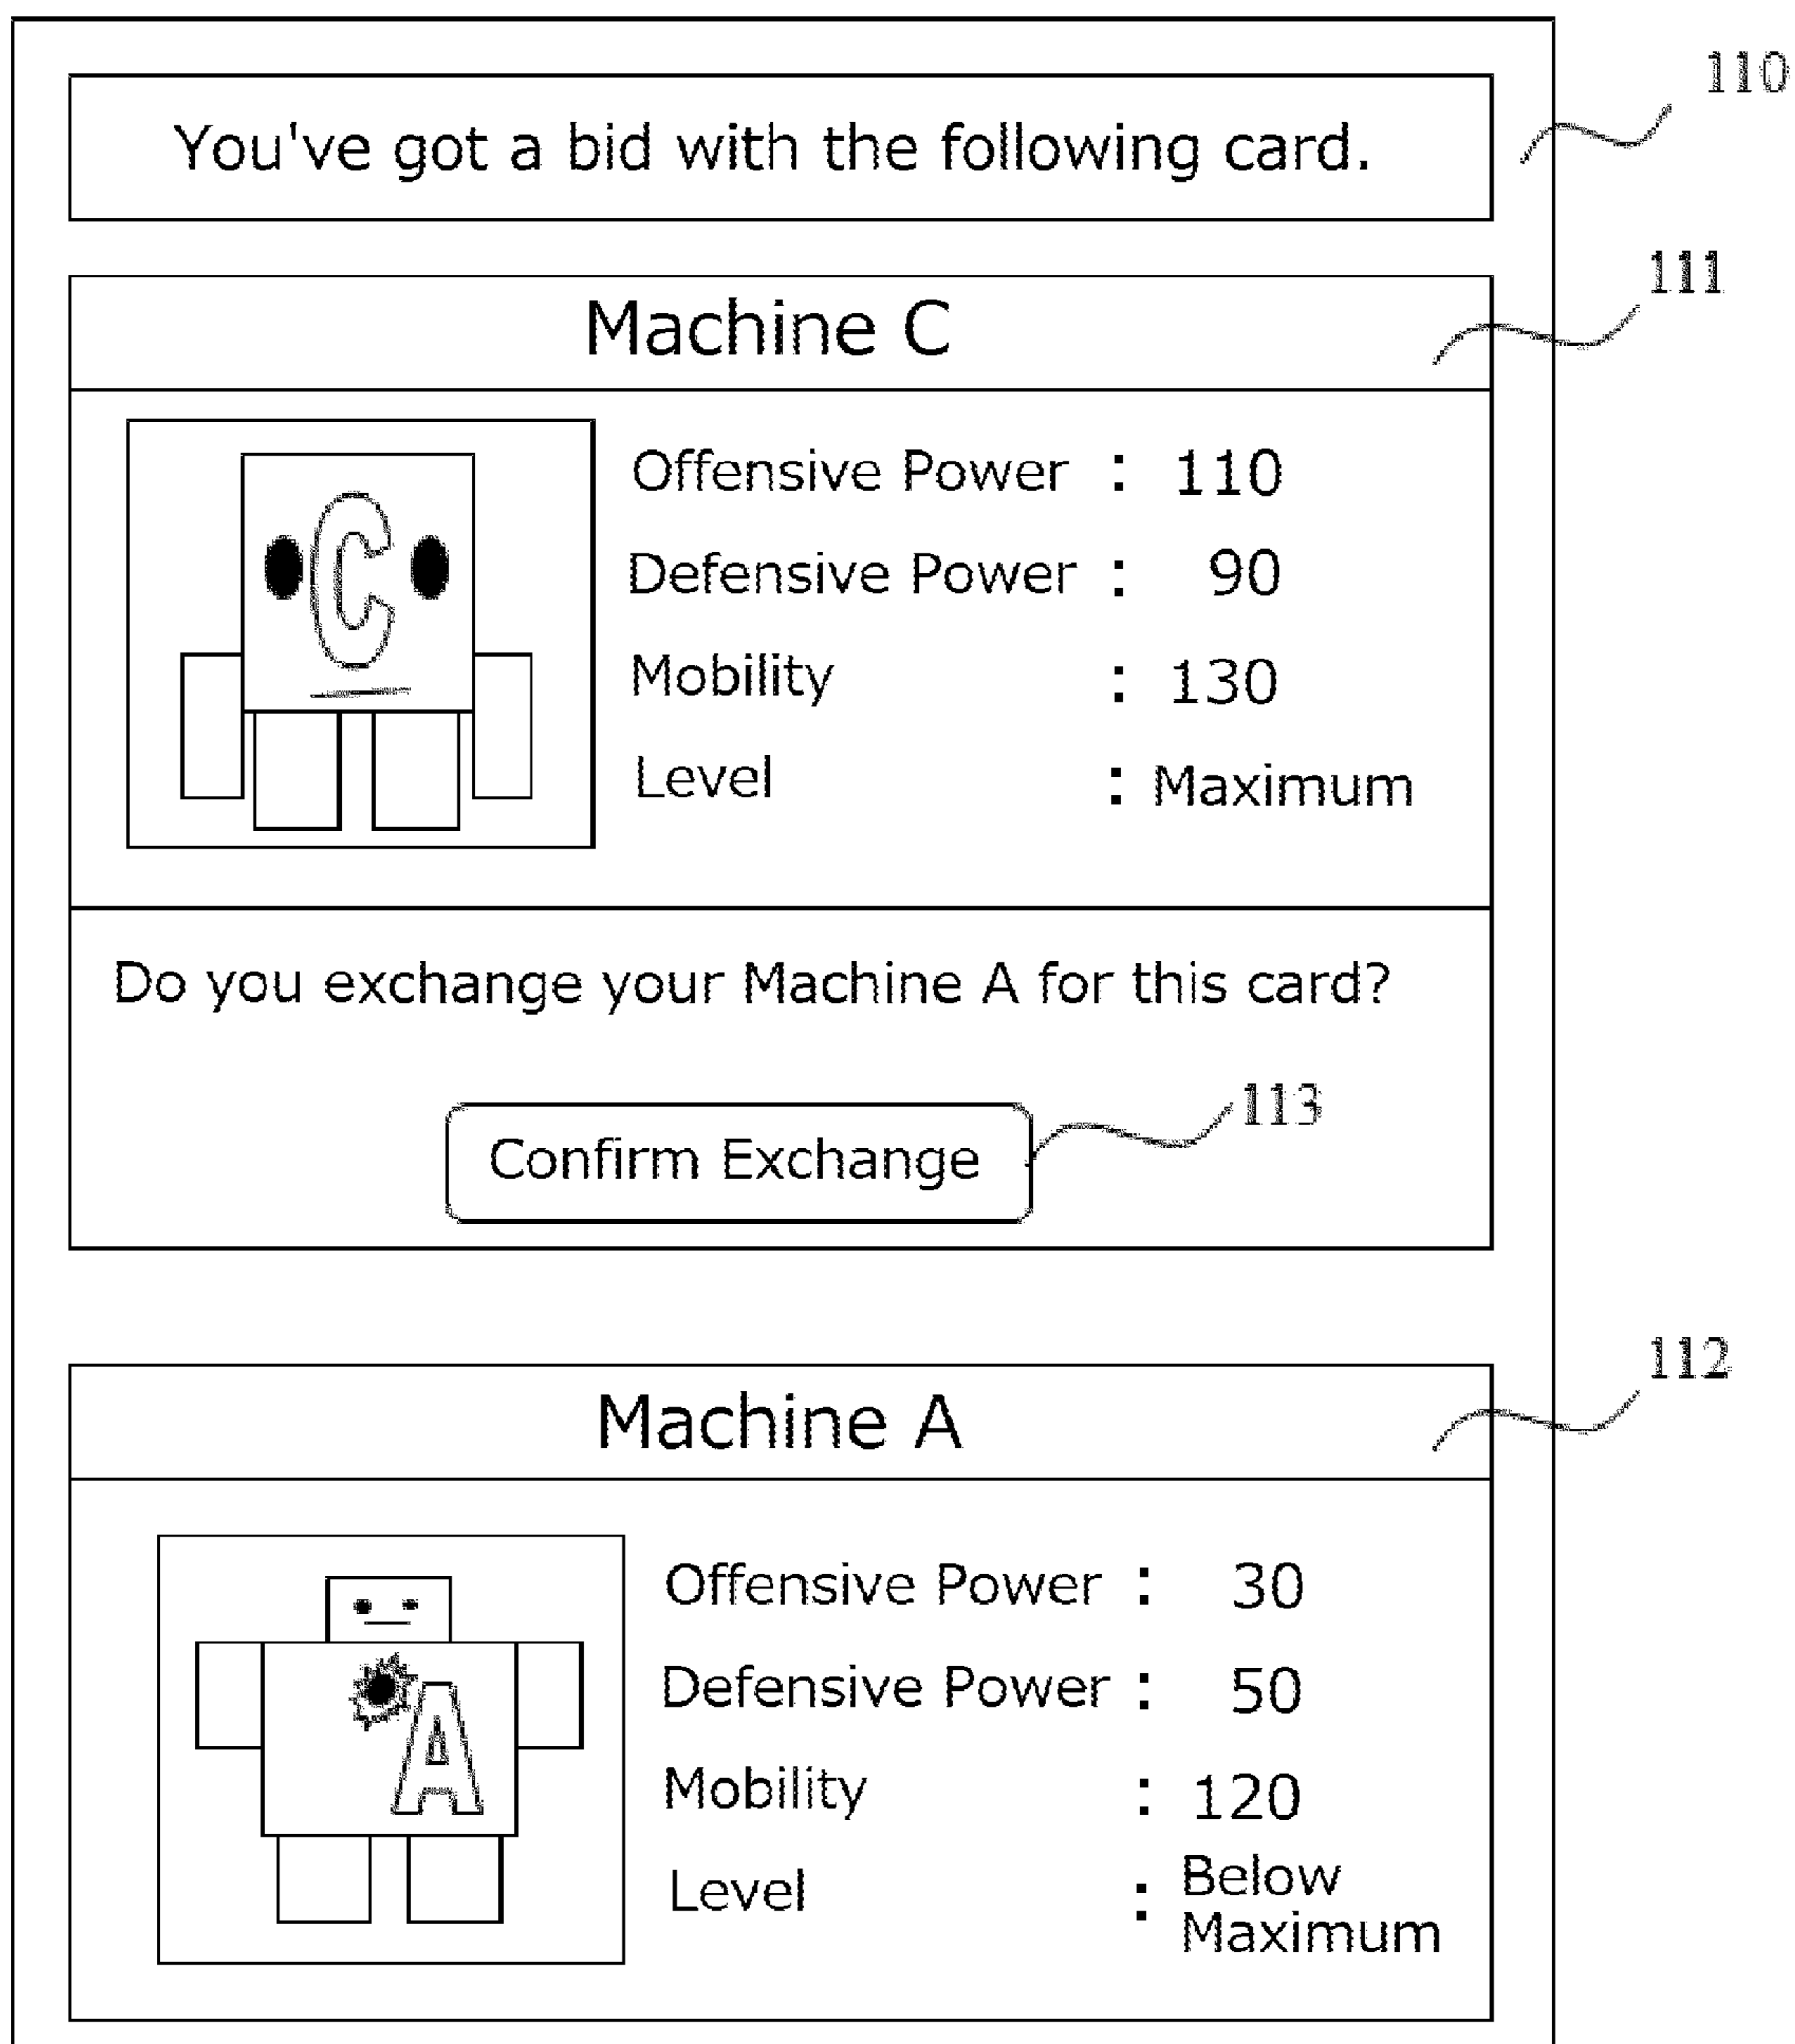 110
You've got a bid with the following card.
111
Machine C
C
Offensive Power : 110
Defensive Power : 90
Mobility : 130
Level : Maximum
Do you exchange your Machine A for this card?
Confirm Exchange
113
112
Machine A
A
Offensive Power : 30
Defensive Power : 50
Mobility : 120
Level : Below
Maximum